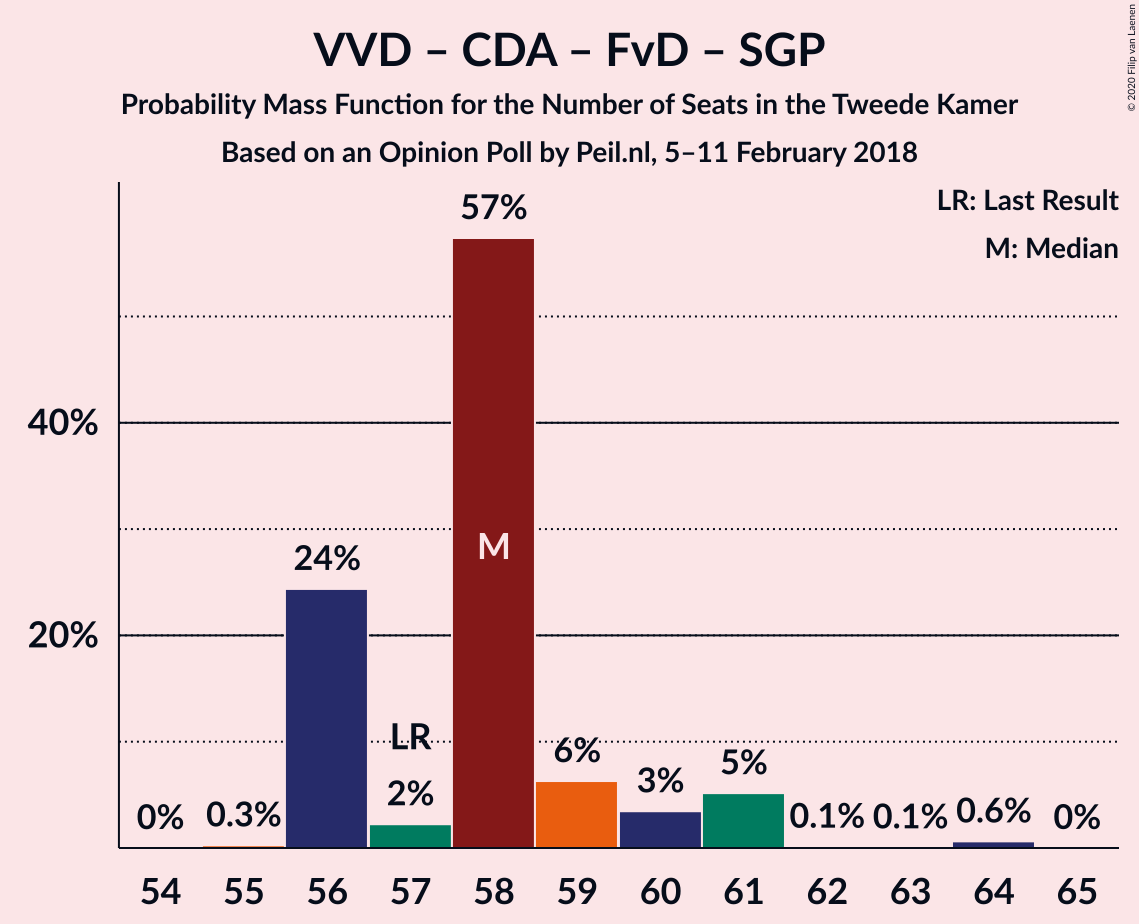 VVD – CDA – FvD – SGP
Probability Mass Function for the Number of Seats in the Tweede Kamer
Based on an Opinion Poll by Peil.nl, 5–11 February 2018
© 2020 Filip van Laenen
LR: Last Result
M: Median
57%
40%
M
24%
20%
LR
6%
5%
3%
2%
0%
0.3%
0.1%
0.1%
0.6%
0%
54 55 56 57 58 59 60 61 62 63 64 65